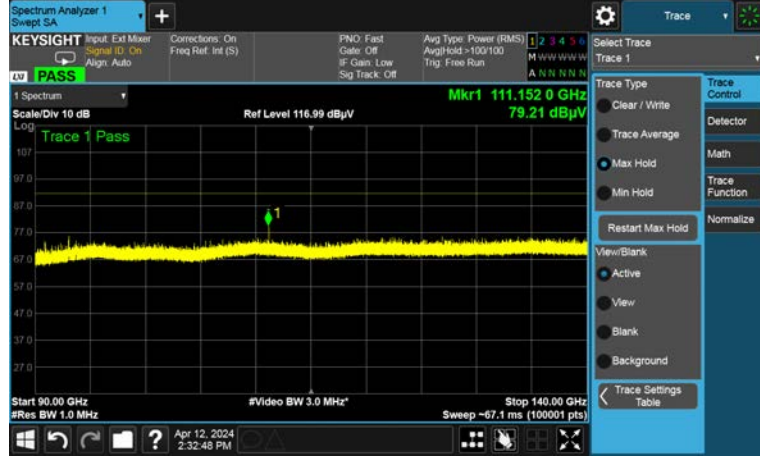 Spectrum Analyzer 1
Swept SA
+
Trace
KEYSIGHT
Input: Ext Mixer
Signal ID: On
Align: Auto
Corrections: On
Freq Ref: Int (S)
PNO: Fast
Gate: Off
IF Gain: Low
Sig Track: Off
Avg Type: Power (RMS)
Avg|Hold:>100/100
Trig: Free Run
1 2 3 4 5 6
M W W W W W
A N N N N N
LXI PASS
Select Trace
Trace 1
1 Spectrum
Scale/Div 10 dB
Ref Level 116.99 dBµV
Mkr1 111.152 0 GHz
79.21 dBµV
Log
Trace 1 Pass
107
97.0
87.0
77.0
67.0
57.0
47.0
37.0
27.0
1
Start 90.00 GHz
#Res BW 1.0 MHz
#Video BW 3.0 MHz*
Stop 140.00 GHz
Sweep ~67.1 ms (100001 pts)
Trace Type
Clear / Write
Trace Average
Max Hold
Min Hold
Restart Max Hold
View/Blank
Active
View
Blank
Background
Trace Settings
Table
Trace
Control
Detector
Math
Trace
Function
Normalize
?
Apr 12, 2024
2:32:48 PM